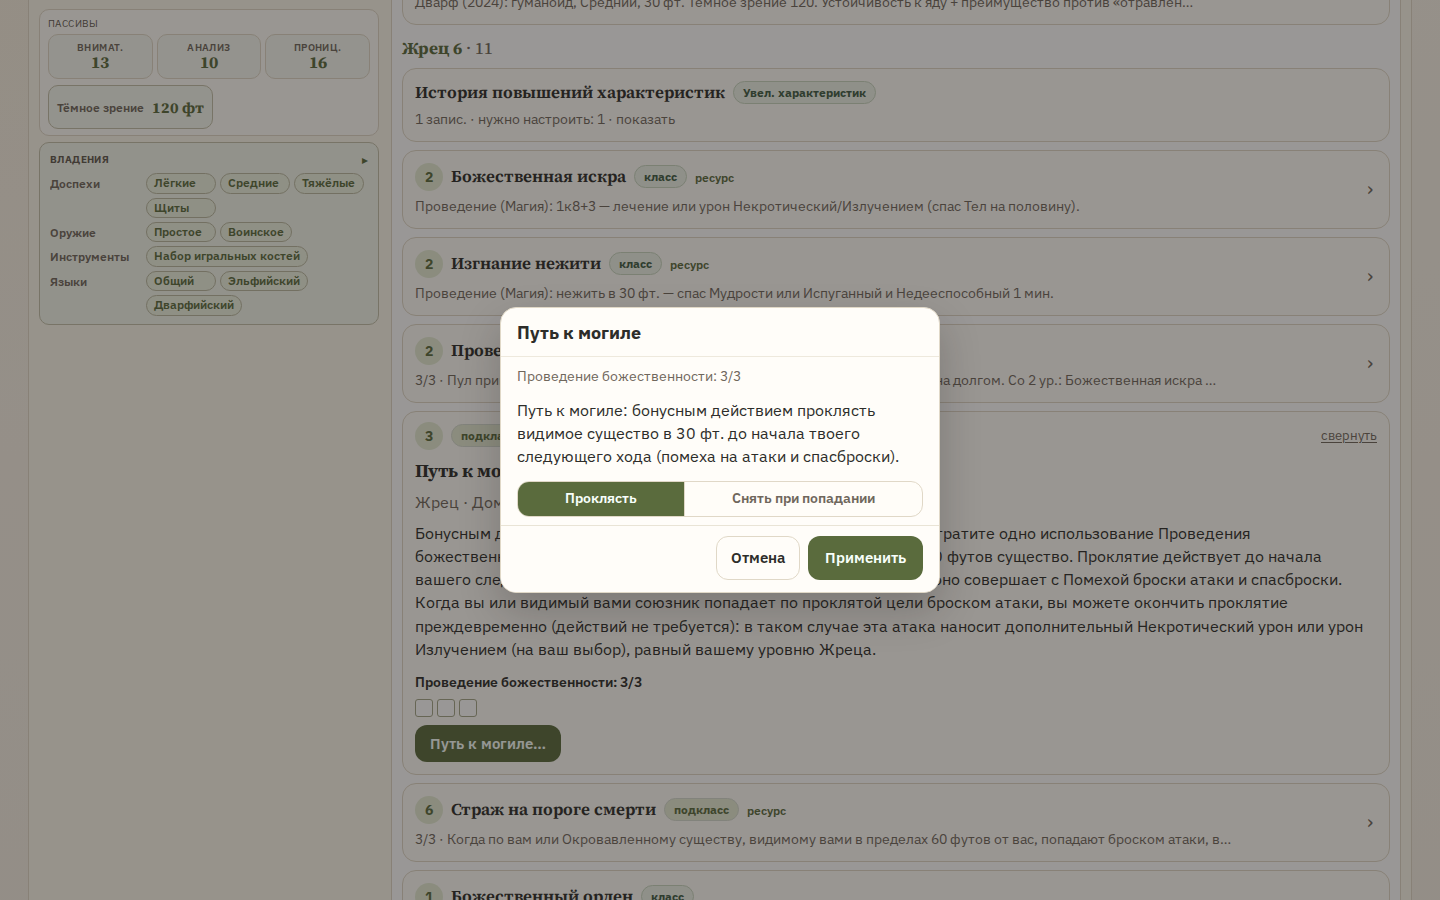 ПАССИВЫ
ВНИМАТ.
13
АНАЛИЗ
10
ПРОНИЦ.
16
Тёмное зрение 120 фт
ВЛАДЕНИЯ
Доспехи Лёгкие Средние Тяжёлые
Щиты
Оружие Простое Воинское
Инструменты Набор игральных костей
Языки Общий Эльфийский
Дварфийский
Дварф (2024): гуманоид, Средний, 30 фт. Тёмное зрение 120. Устойчивость к яду + преимущество против «отравлен…
Жрец 6 · 11
История повышений характеристик Увел. характеристик
1 запис. · нужно настроить: 1 · показать
2 Божественная искра класс ресурс
Проведение (Магия): 1к8+3 — лечение или урон Некротический/Излучением (спас Тел на половину).
2 Изгнание нежити класс ресурс
Проведение (Магия): нежить в 30 фт. — спас Мудрости или Испуганный и Недееспособный 1 мин.
2 Прове
3/3 · Пул при на долгом. Со 2 ур.: Божественная искра …
3 подкла свернуть
Путь к мо
Жрец · Дом
Бонусным д тратите одно использование Проведения
божествен футов существо. Проклятие действует до начала
вашего сле оно совершает с Помехой броски атаки и спасброски.
Когда вы или видимый вами союзник попадает по проклятой цели броском атаки, вы можете окончить проклятие
преждевременно (действий не требуется): в таком случае эта атака наносит дополнительный Некротический урон или урон
Излучением (на ваш выбор), равный вашему уровню Жреца.
Проведение божественности: 3/3
Путь к могиле…
6 Страж на пороге смерти подкласс ресурс
3/3 · Когда по вам или Окровавленному существу, видимому вами в пределах 60 футов от вас, попадают броском атаки, в…
1 Божественный орден класс
Путь к могиле
Проведение божественности: 3/3
Путь к могиле: бонусным действием проклясть
видимое существо в 30 фт. до начала твоего
следующего хода (помеха на атаки и спасброски).
Проклясть Снять при попадании
Отмена Применить